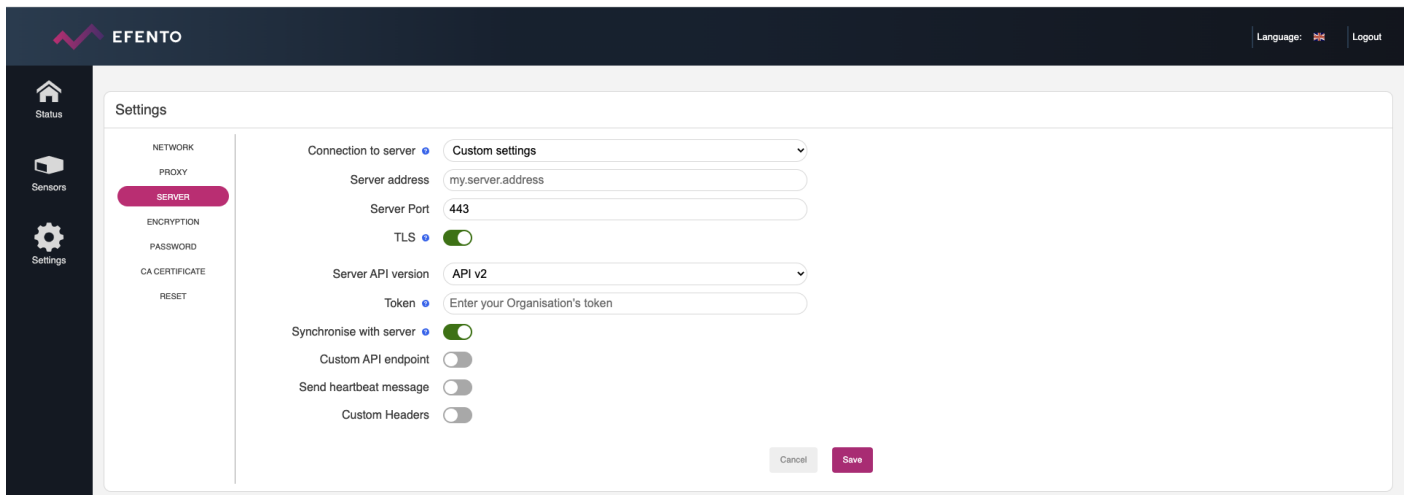 EFENTO
Language:
Logout
Status
Sensors
Settings
Settings
NETWORK
PROXY
SERVER
ENCRYPTION
PASSWORD
CA CERTIFICATE
RESET
Connection to server ? Custom settings
Server address my.server.address
Server Port 443
TLS ?
Server API version API v2
Token ? Enter your Organisation's token
Synchronise with server ?
Custom API endpoint
Send heartbeat message
Custom Headers
Cancel Save